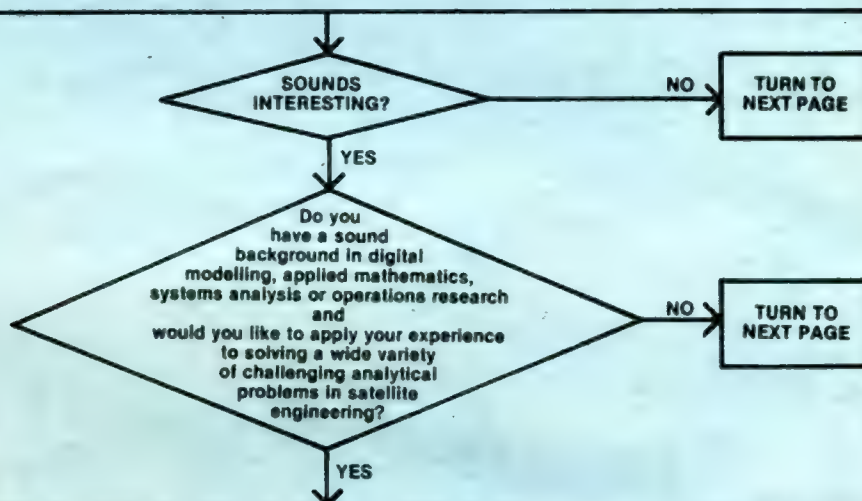 SOUNDS
INTERESTING?
NO
TURN TO
NEXT PAGE
YES
Do you
have a sound
background in digital
modelling, applied mathematics,
systems analysis or operations research
and
would you like to apply your experience
to solving a wide variety
of challenging analytical
problems in satellite
engineering?
NO
TURN TO
NEXT PAGE
YES